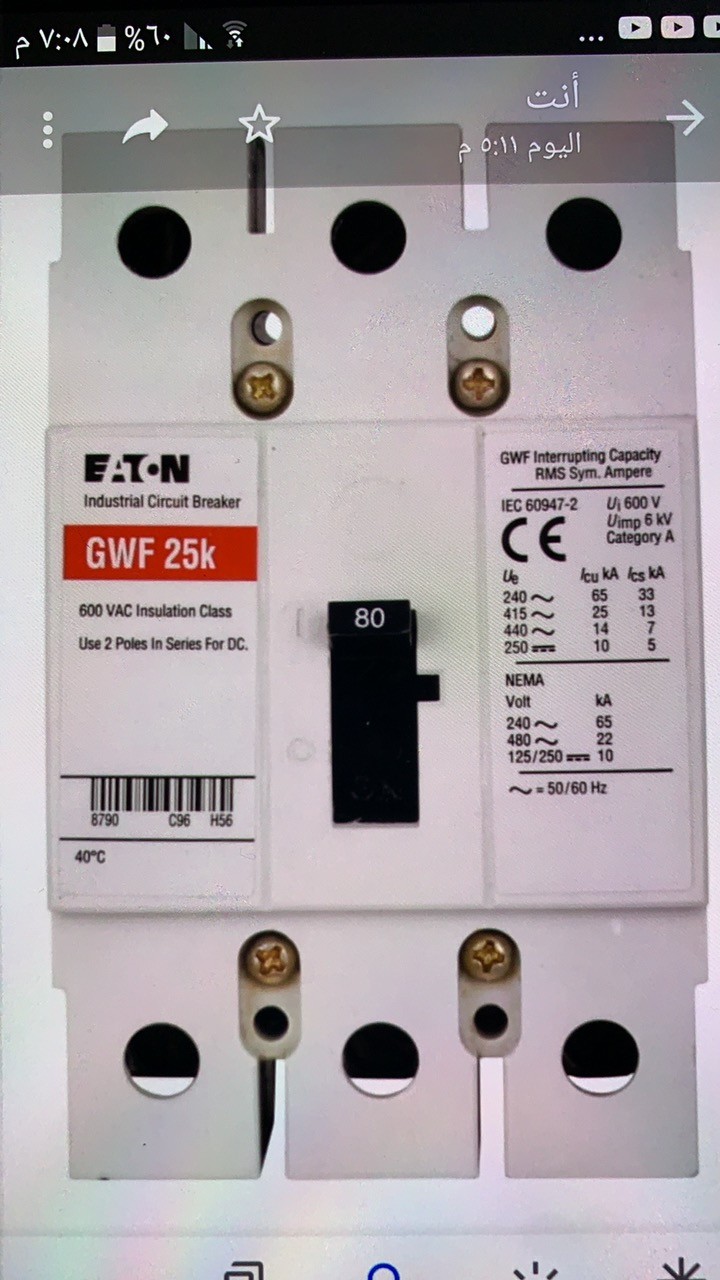 م ٧:٠٨ %٦٠ ...
أنت
اليوم ٥:١١ م
EATON
Industrial Circuit Breaker
GWF 25k
600 VAC Insulation Class
Use 2 Poles In Series For DC.
8790 C96 H56
40°C
I
80
O
GWF Interrupting Capacity
RMS Sym. Ampere
IEC 60947-2 Ui 600 V
Uimp 6 kV
CE Category A
Ue Icu kA Ics kA
240 ~ 65 33
415 ~ 25 13
440 ~ 14 7
250 ⎓ 10 5
NEMA
Volt kA
240 ~ 65
480 ~ 22
125/250 ⎓ 10
~ = 50/60 Hz